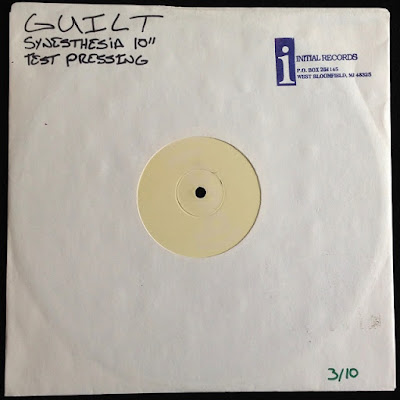 GUILT
SYNESTHESIA 10"
TEST PRESSING
i
INITIAL RECORDS
P.O. BOX 251145
WEST BLOOMFIELD, MI 48325
3/10